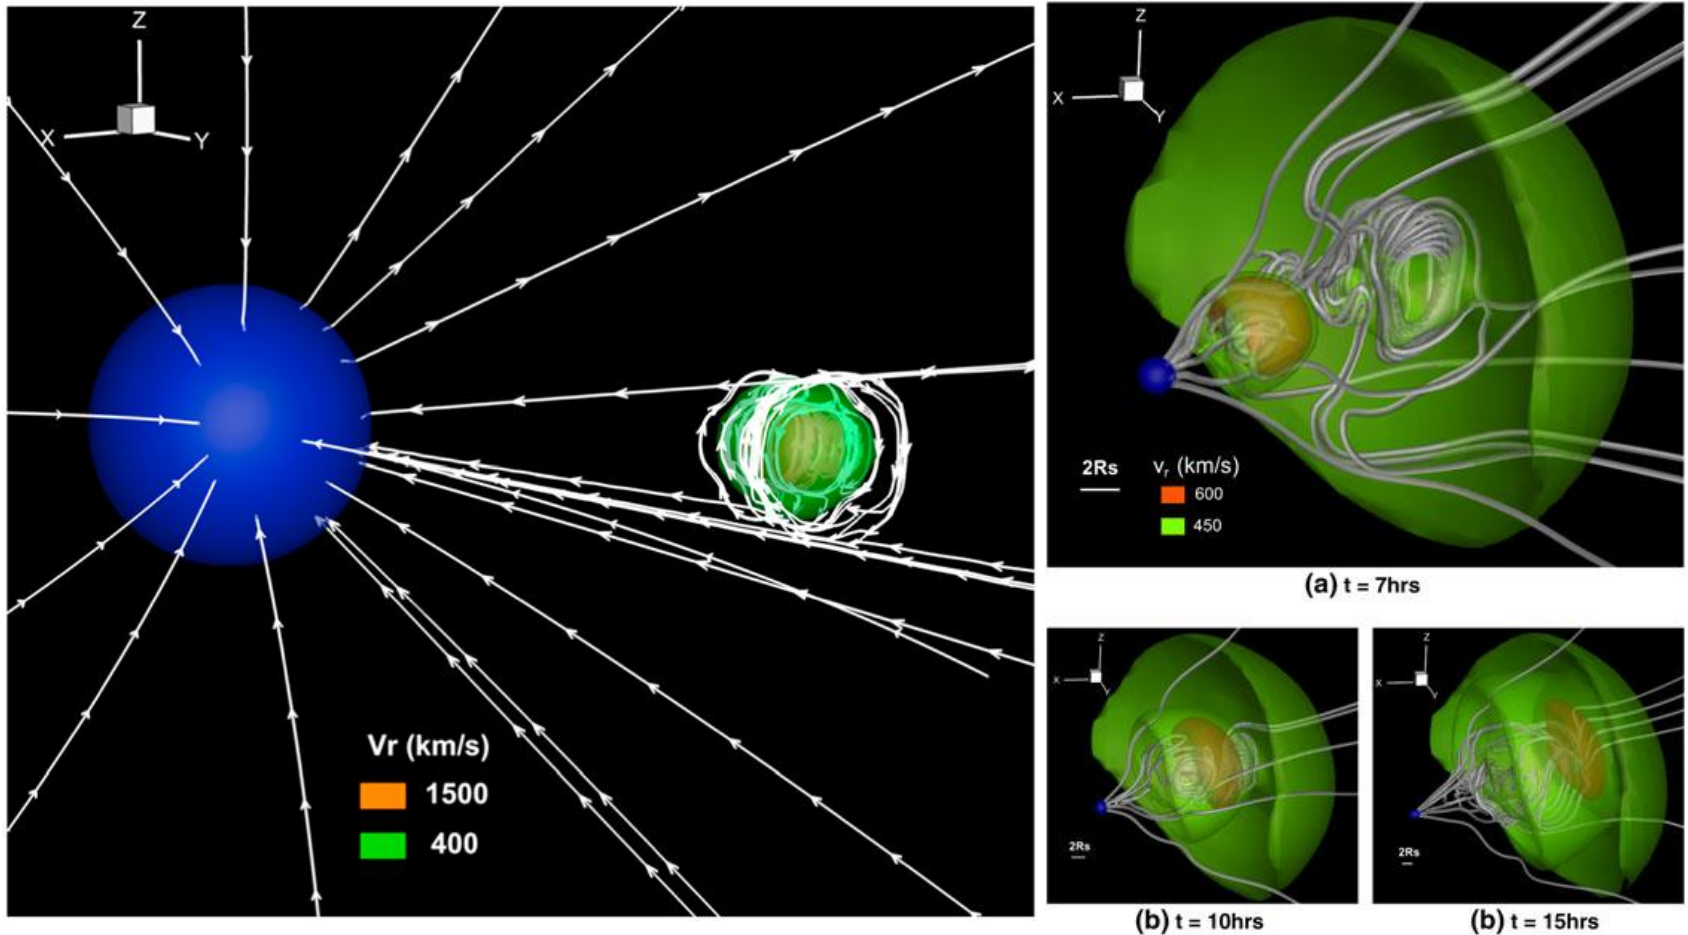 Z
X
Y
Vr (km/s)
1500
400
Z
X
Y
2Rs
vr (km/s)
600
450
(a) t = 7hrs
Z
X
Y
2Rs
(b) t = 10hrs
Z
X
Y
2Rs
(b) t = 15hrs